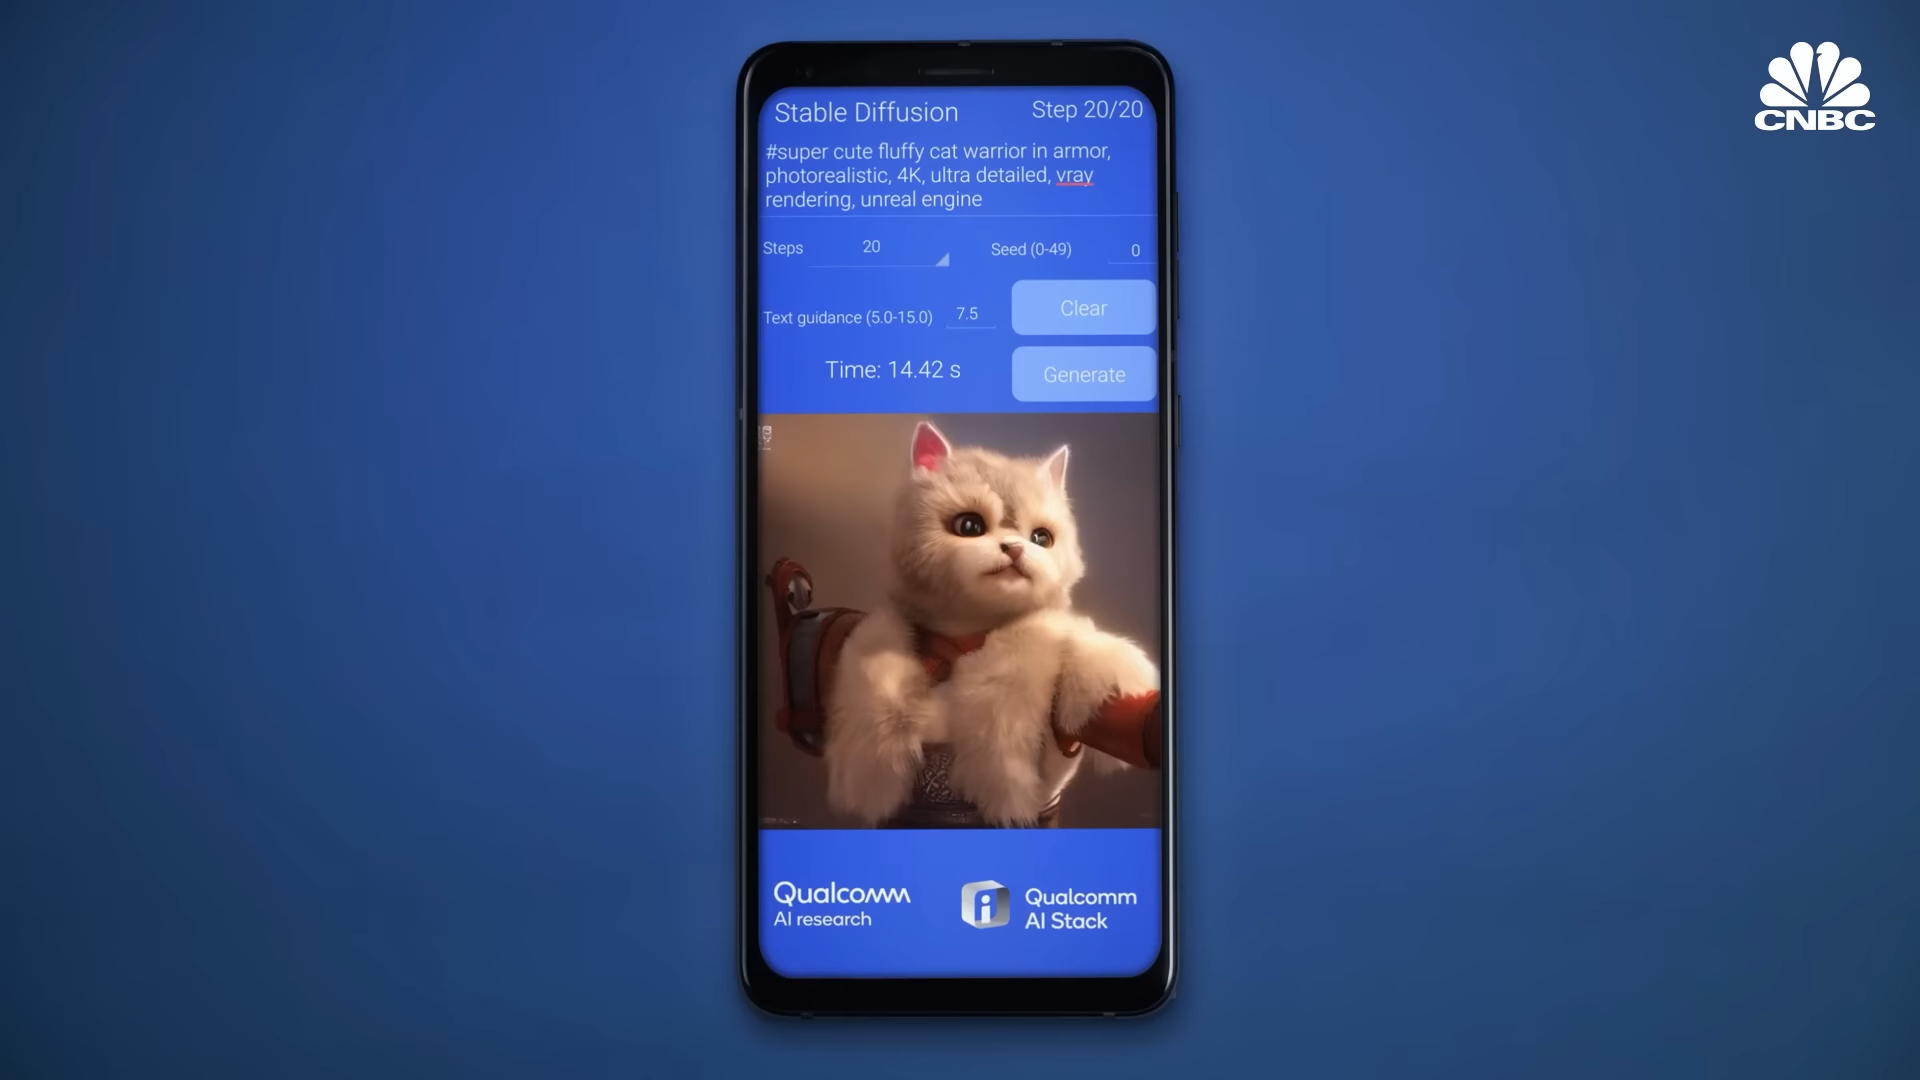 CNBC
Stable Diffusion
Step 20/20
#super cute fluffy cat warrior in armor,
photorealistic, 4K, ultra detailed, vray
rendering, unreal engine
Steps 20
Seed (0-49) 0
Text guidance (5.0-15.0) 7.5
Clear
Time: 14.42 s
Generate
Qualcomm
AI research
Qualcomm
AI Stack